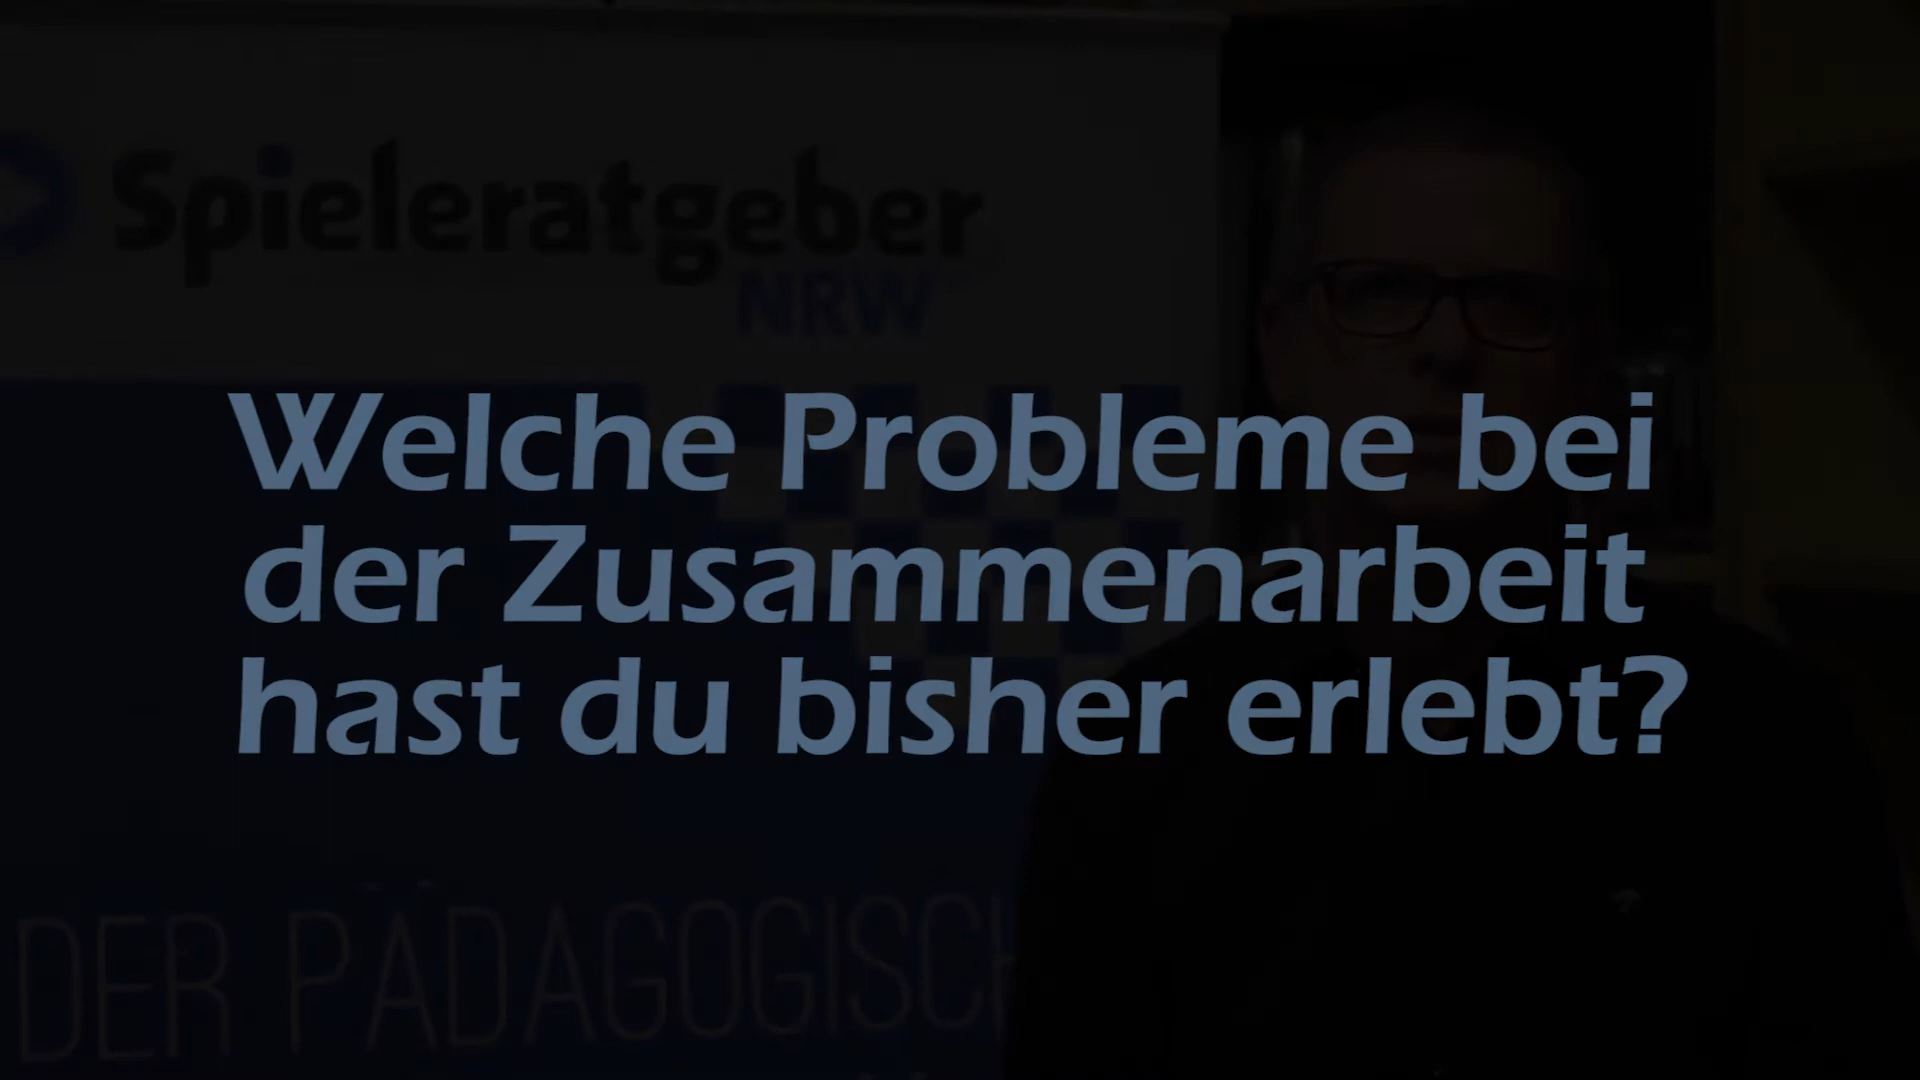 Spieleratgeber
NRW
Welche Probleme bei
der Zusammenarbeit
hast du bisher erlebt?
DER PÄDAGOGISCH